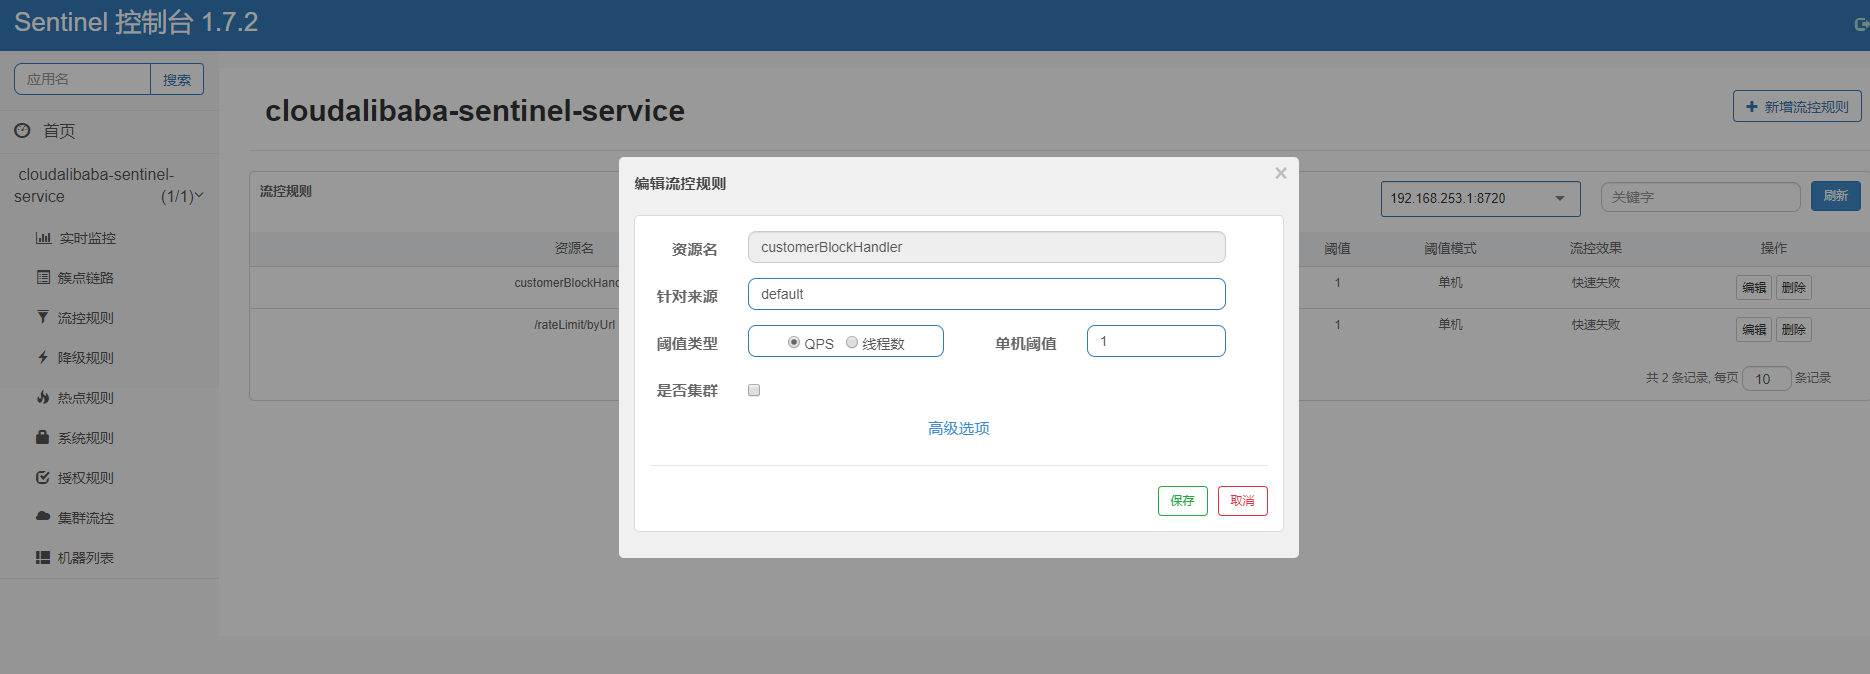 Sentinel 控制台 1.7.2
应用名
搜索
首页
cloudalibaba-sentinel-
service
(1/1)
实时监控
簇点链路
流控规则
降级规则
热点规则
系统规则
授权规则
集群流控
机器列表
cloudalibaba-sentinel-service
新增流控规则
流控规则
192.168.253.1:8720
关键字
刷新
资源名 阈值 阈值模式 流控效果 操作
customerBlockHand 1 单机 快速失败 编辑 删除
/rateLimit/byUrl 1 单机 快速失败 编辑 删除
共 2 条记录, 每页 10 条记录
编辑流控规则
×
资源名 customerBlockHandler
针对来源 default
阈值类型 QPS 线程数 单机阈值 1
是否集群
高级选项
保存 取消